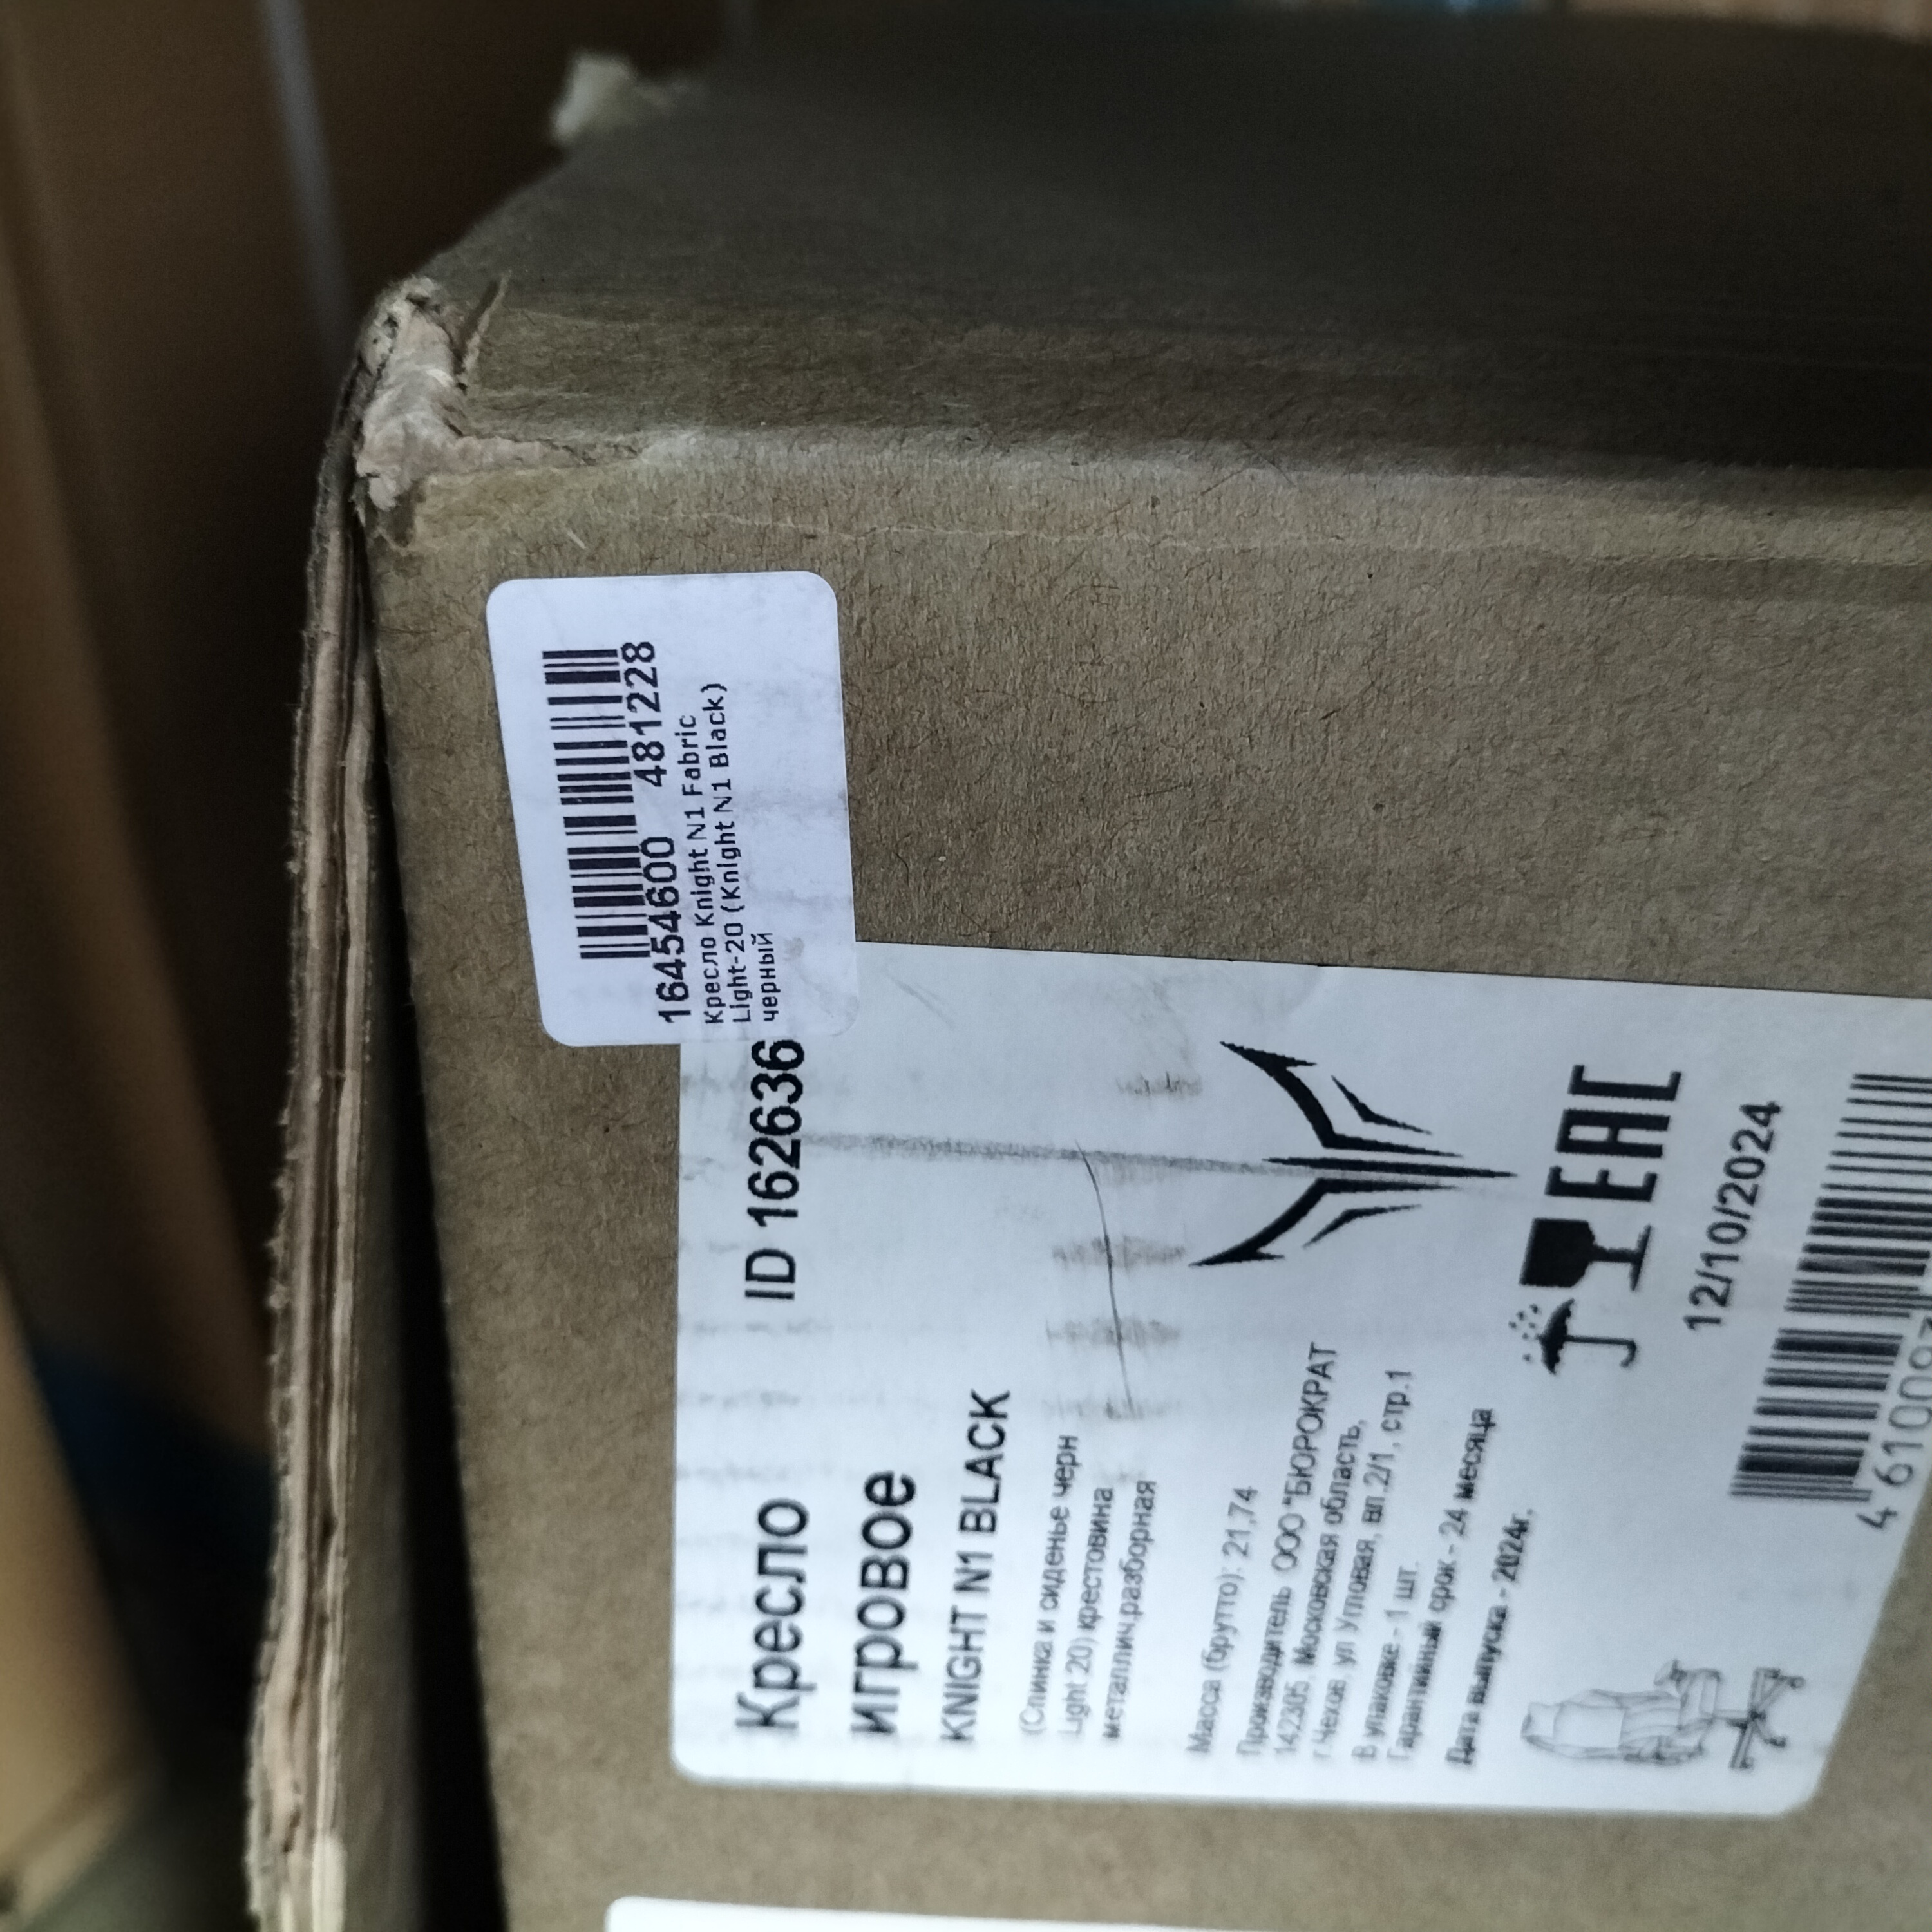 16454600 481228
Кресло Knight N1 Fabric
Light-20 (Knight N1 Black)
черный
Кресло ID 162636
игровое
KNIGHT N1 BLACK
(Спинка и сиденье черн
Light 20) крестовина
металлич,разборная
Масса (брутто): 21,74
Производитель ООО "БЮРОКРАТ
142305 Московская область,
г.Чехов, ул Угловая, вл.2/1, стр.1
В упаковке - 1 шт.
Гарантийный срок - 24 месяца
Дата выпуска - 2024г.
EAC
12/10/2024